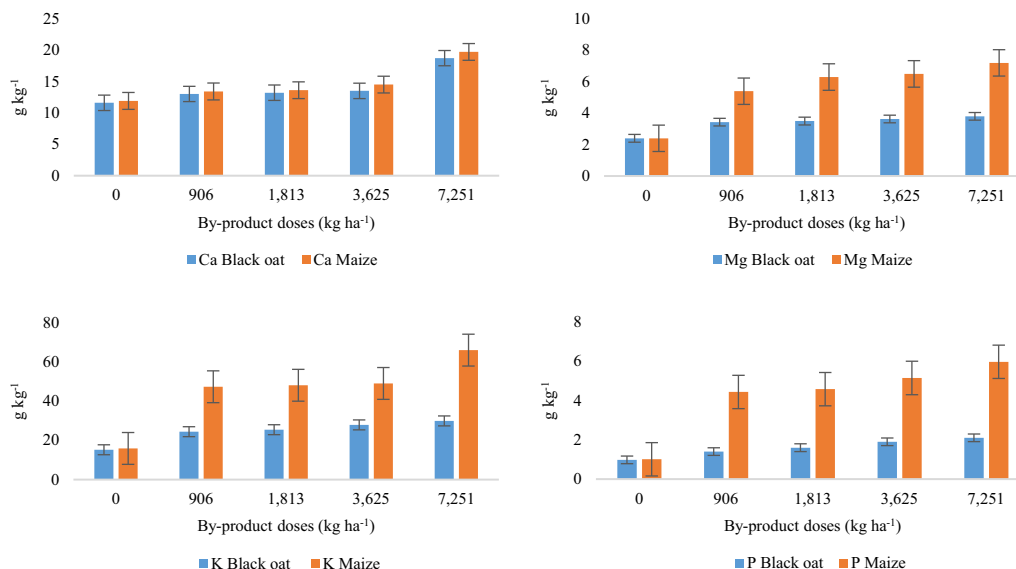 25
20
15
10
5
0
g kg⁻¹
0 906 1,813 3,625 7,251
By-product doses (kg ha⁻¹)
Ca Black oat Ca Maize
10
8
6
4
2
0
g kg⁻¹
0 906 1,813 3,625 7,251
By-product doses (kg ha⁻¹)
Mg Black oat Mg Maize
80
60
40
20
0
g kg⁻¹
0 906 1,813 3,625 7,251
By-product doses (kg ha⁻¹)
K Black oat K Maize
8
6
4
2
0
g kg⁻¹
0 906 1,813 3,625 7,251
By-product doses (kg ha⁻¹)
P Black oat P Maize